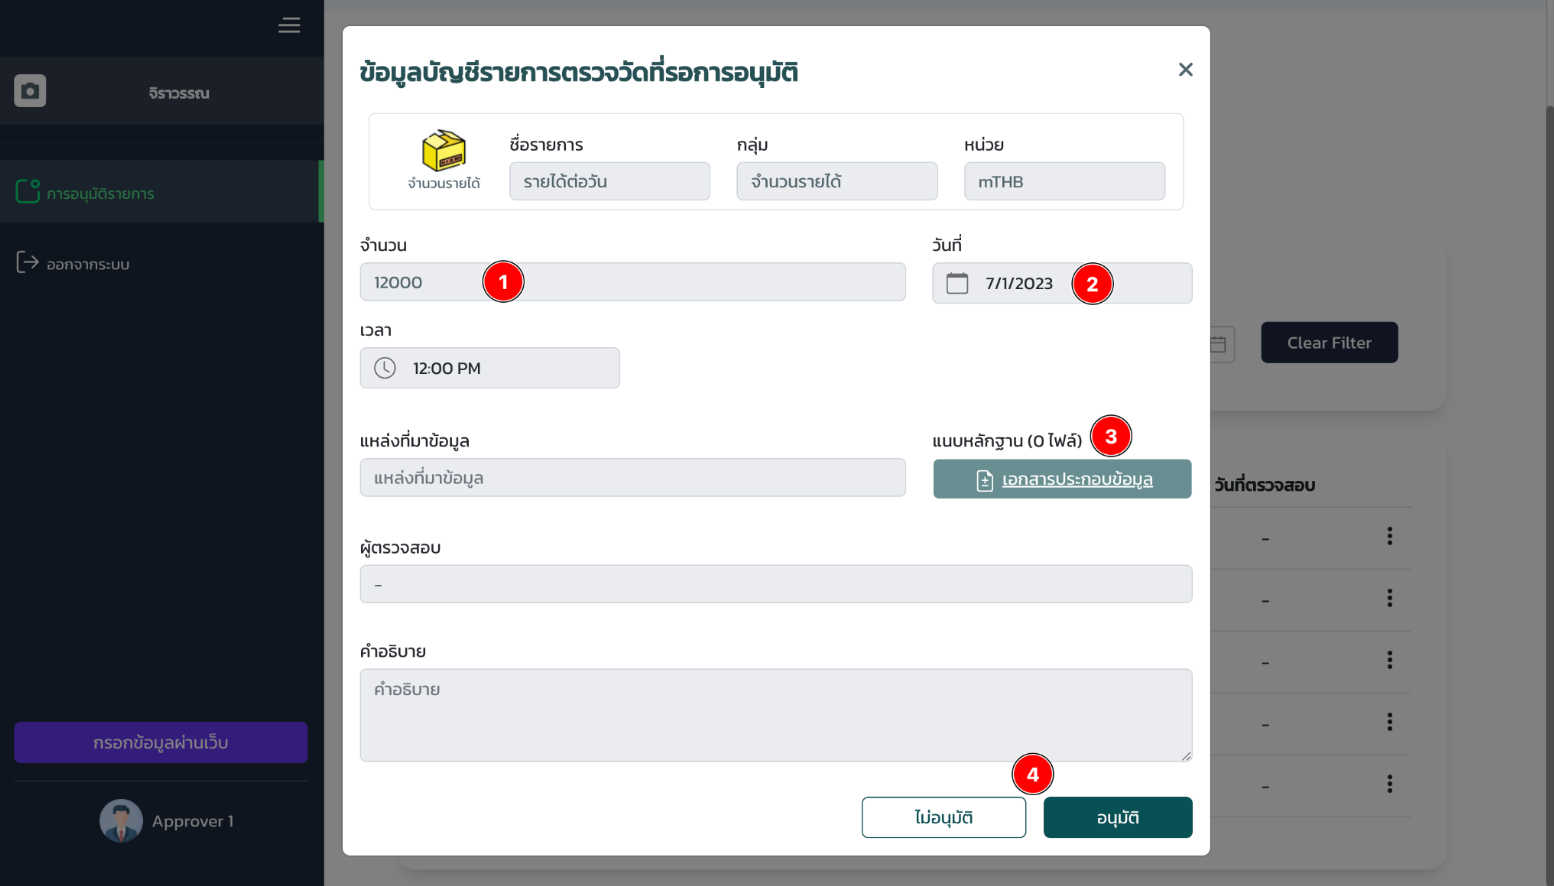 จิราวรรณ
การอนุมัติรายการ
ออกจากระบบ
กรอกข้อมูลผ่านเว็บ
Approver 1
ข้อมูลบัญชีรายการตรวจวัดที่รอการอนุมัติ
จำนวนรายได้
ชื่อรายการ
รายได้ต่อวัน
กลุ่ม
จำนวนรายได้
หน่วย
mTHB
จำนวน
12000
1
วันที่
7/1/2023
2
เวลา
12:00 PM
แหล่งที่มาข้อมูล
แหล่งที่มาข้อมูล
แนบหลักฐาน (0 ไฟล์)
3
เอกสารประกอบข้อมูล
ผู้ตรวจสอบ
-
คำอธิบาย
คำอธิบาย
4
ไม่อนุมัติ
อนุมัติ
Clear Filter
วันที่ตรวจสอบ
-
-
-
-
-